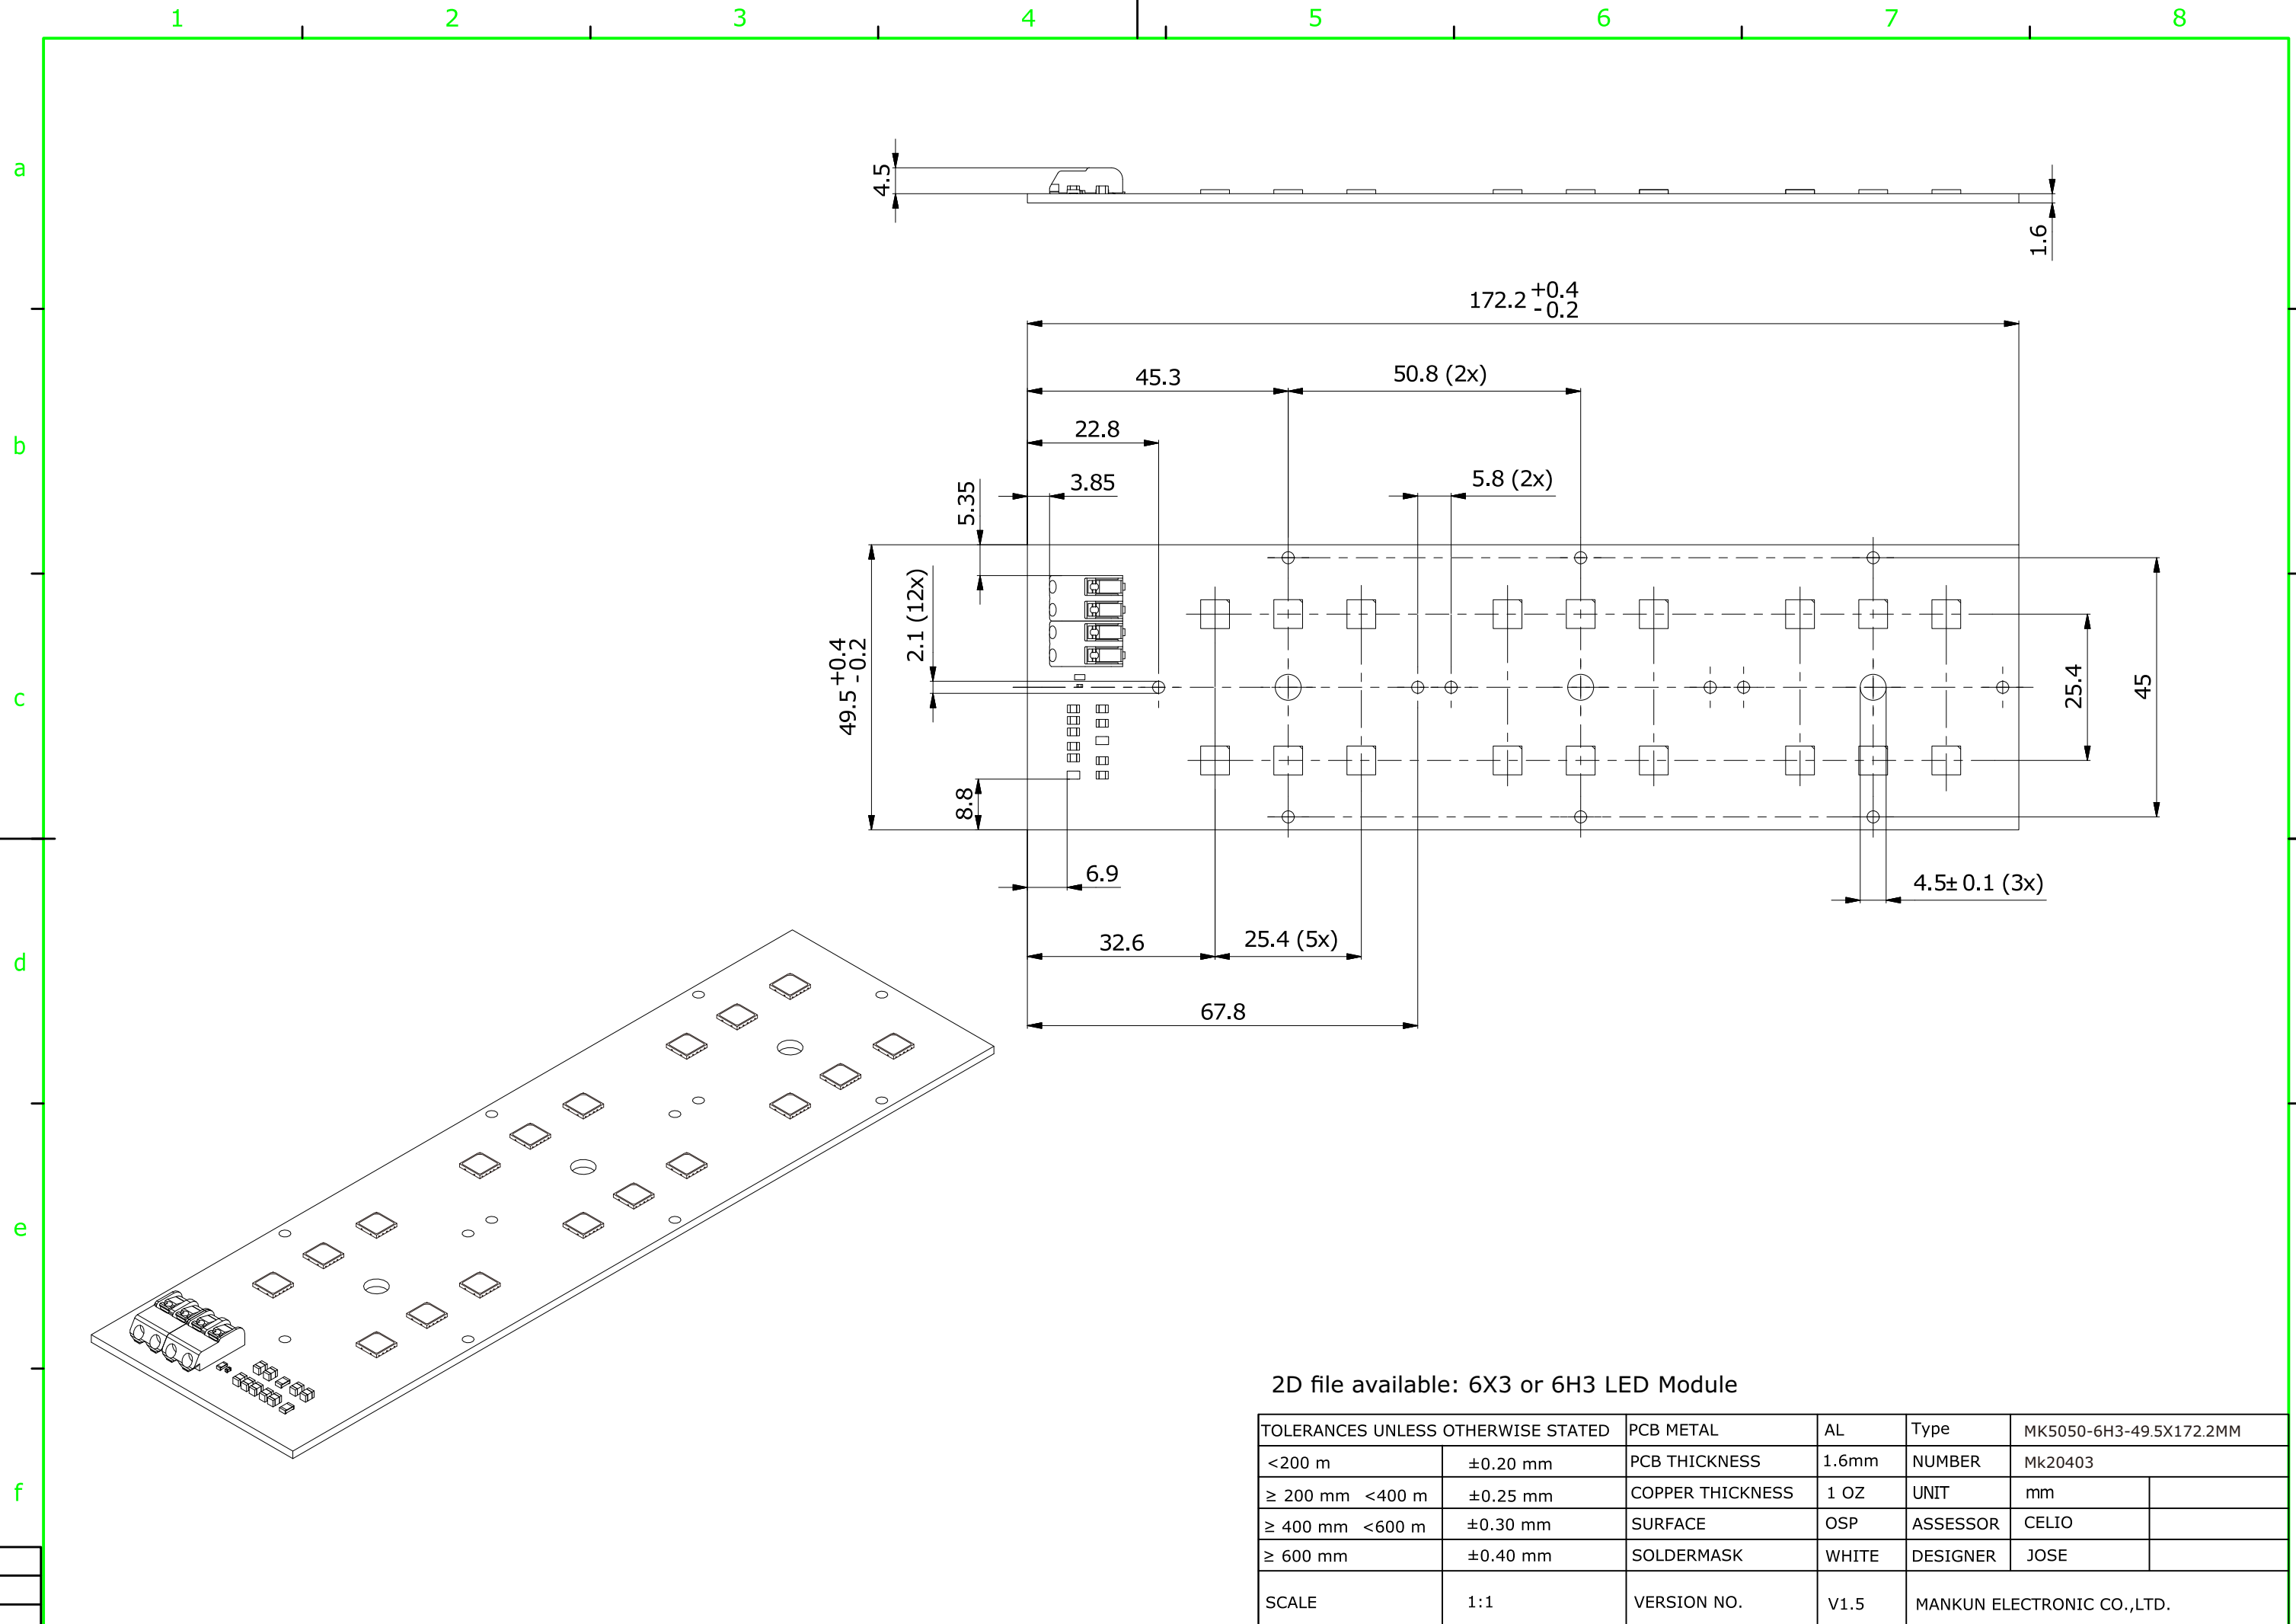 1 2 3 4 5 6 7 8
a
b
c
d
e
f
4.5
1.6
172.2 +0.4 -0.2
45.3
50.8 (2x)
22.8
3.85
5.8 (2x)
5.35
2.1 (12x)
49.5 +0.4 -0.2
25.4
45
8.8
6.9
4.5± 0.1 (3x)
32.6
25.4 (5x)
67.8
2D file available: 6X3 or 6H3 LED Module
TOLERANCES UNLESS OTHERWISE STATED PCB METAL AL Type MK5050-6H3-49.5X172.2MM
<200 m ±0.20 mm PCB THICKNESS 1.6mm NUMBER Mk20403
≥ 200 mm <400 m ±0.25 mm COPPER THICKNESS 1 OZ UNIT mm
≥ 400 mm <600 m ±0.30 mm SURFACE OSP ASSESSOR CELIO
≥ 600 mm ±0.40 mm SOLDERMASK WHITE DESIGNER JOSE
SCALE 1:1 VERSION NO. V1.5 MANKUN ELECTRONIC CO.,LTD.